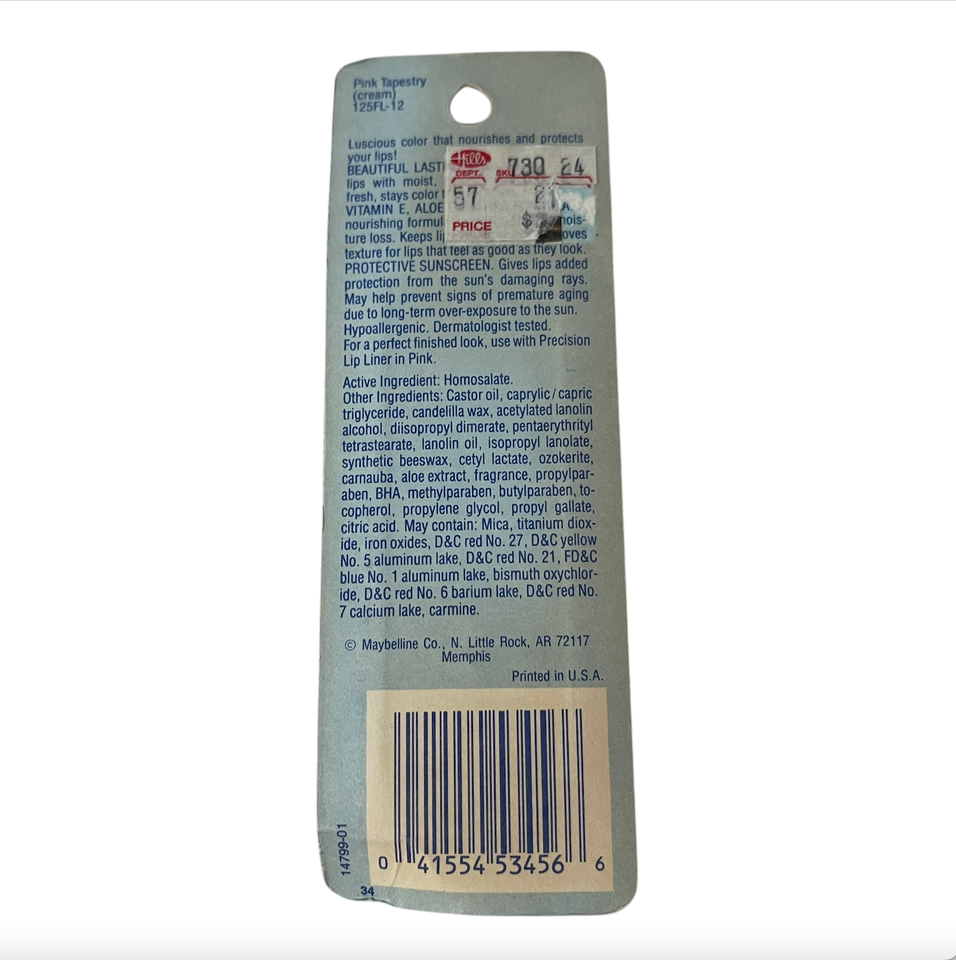 Pink Tapestry
(cream)
125FL-12
Luscious color that nourishes and protects
your lips!
BEAUTIFUL
lips with moist,
fresh, stays color
VITAMIN E, ALOE A.
nourishing
ture loss. Keeps
texture for lips that feel as good as they look.
PROTECTIVE SUNSCREEN. Gives lips added
protection from the sun's damaging rays.
May help prevent signs of premature aging
due to long-term over-exposure to the sun.
Hypoallergenic. Dermatologist tested.
For a perfect finished look, use with Precision
Lip Liner in Pink.
Hills
DEPT. SKU 730 24
57 21
PRICE $
Active Ingredient: Homosalate.
Other Ingredients: Castor oil, caprylic/capric
triglyceride, candelilla wax, acetylated lanolin
alcohol, diisopropyl dimerate, pentaerythrityl
tetrastearate, lanolin oil, isopropyl lanolate,
synthetic beeswax, cetyl lactate, ozokerite,
carnauba, aloe extract, fragrance, propylpar-
aben, BHA, methylparaben, butylparaben, to-
copherol, propylene glycol, propyl gallate,
citric acid. May contain: Mica, titanium diox-
ide, iron oxides, D&C red No. 27, D&C yellow
No. 5 aluminum lake, D&C red No. 21, FD&C
blue No. 1 aluminum lake, bismuth oxychlor-
ide, D&C red No. 6 barium lake, D&C red No.
7 calcium lake, carmine.
© Maybelline Co., N. Little Rock, AR 72117
Memphis
Printed in U.S.A.
0 41554 53456 6
14799-01
34